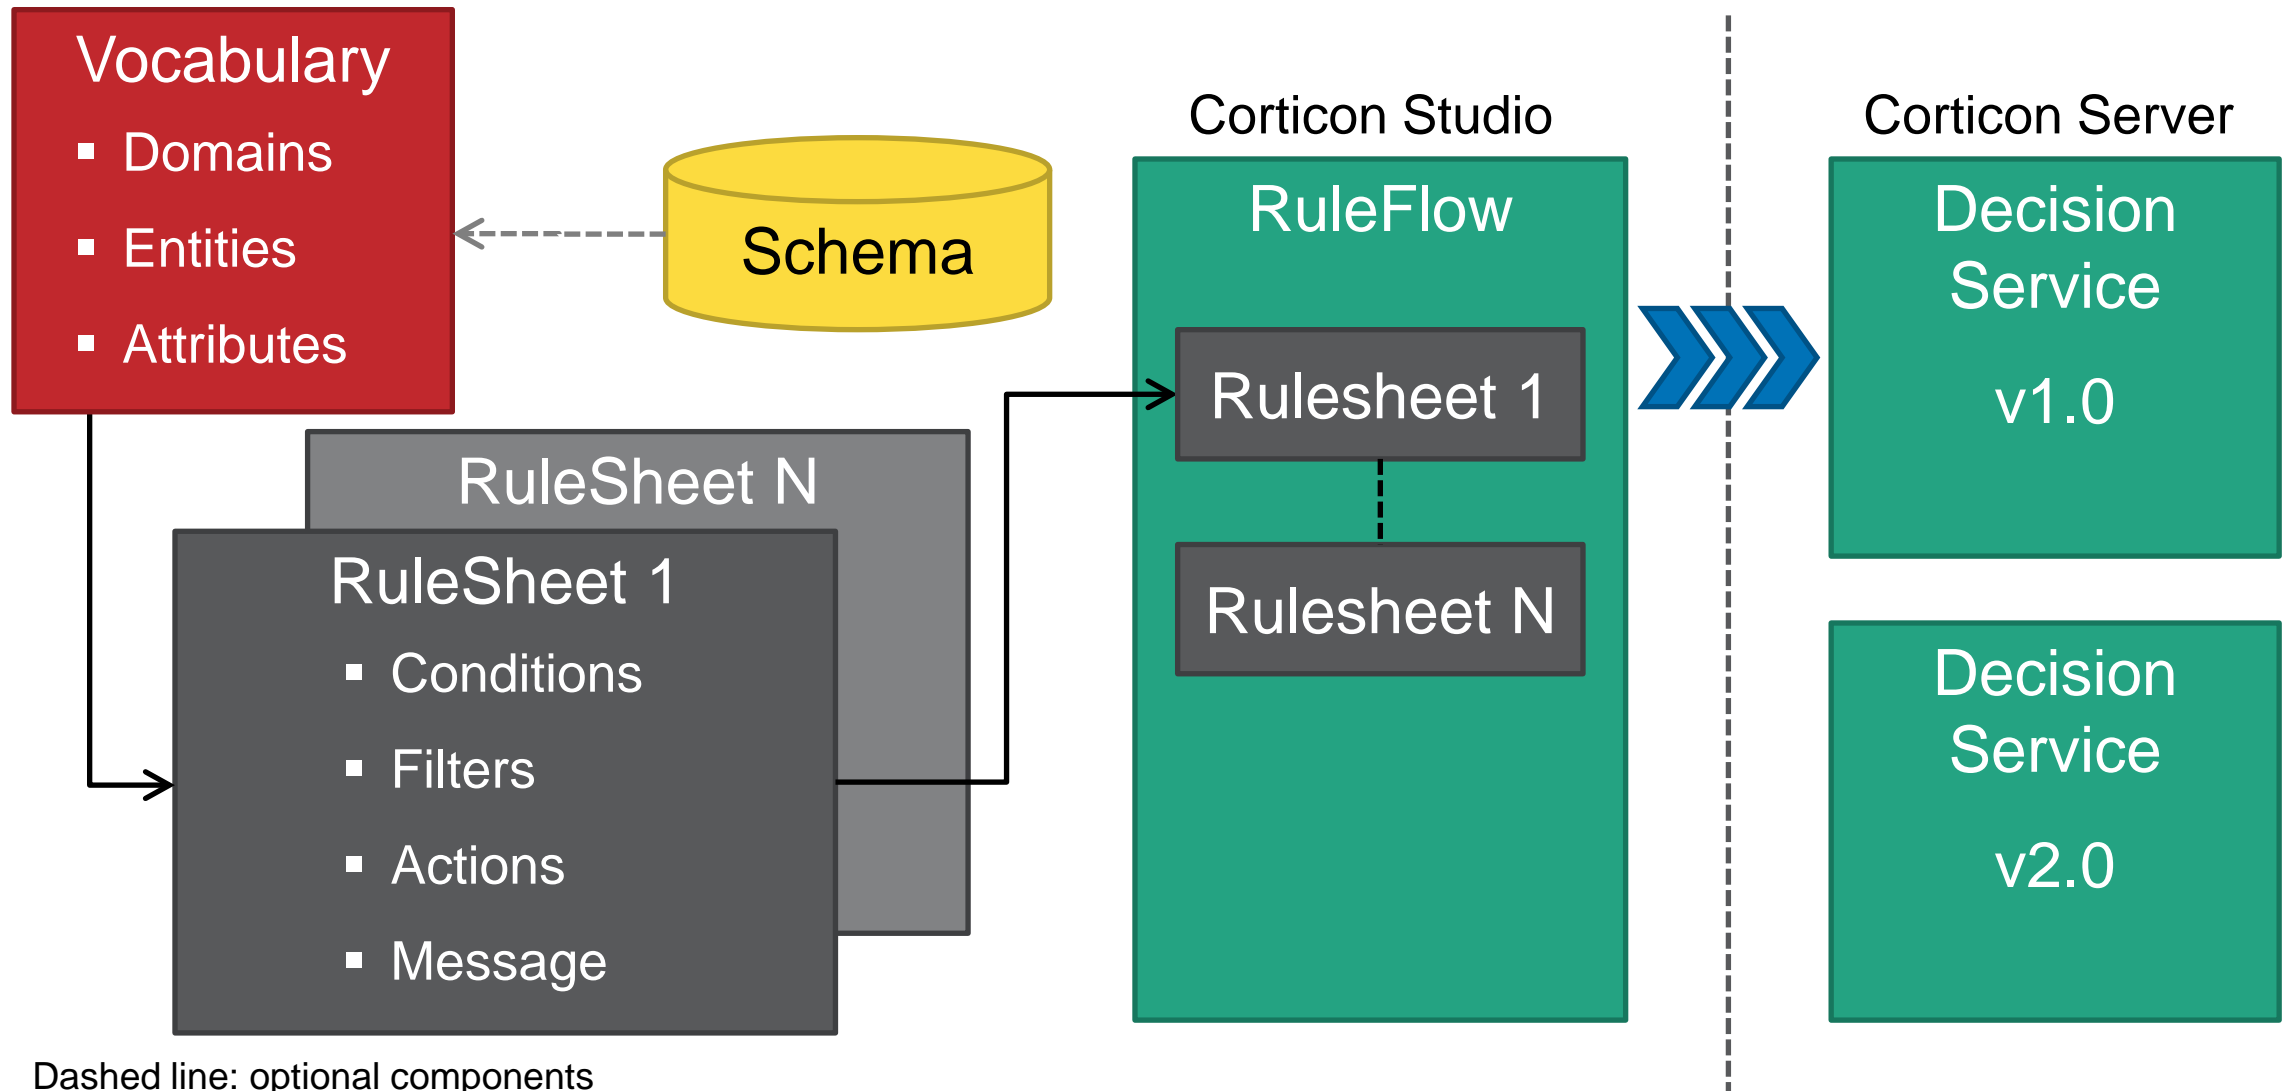 Vocabulary
Domains
Entities
Attributes
Schema
RuleSheet N
RuleSheet 1
Conditions
Filters
Actions
Message
Corticon Studio
RuleFlow
Rulesheet 1
Rulesheet N
Corticon Server
Decision
Service
v1.0
Decision
Service
v2.0
Dashed line: optional components